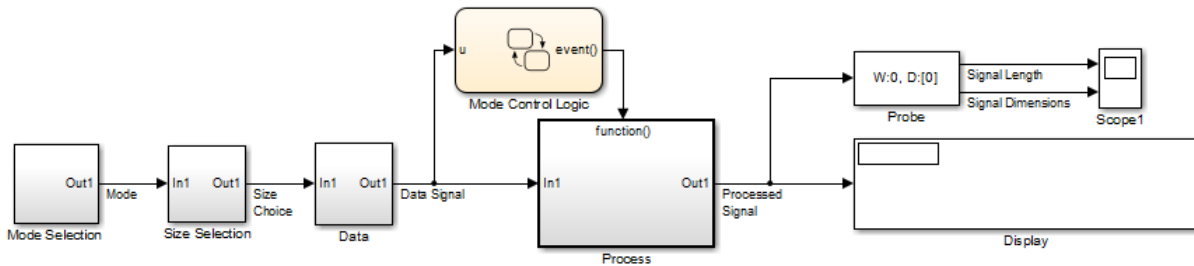 u
event()
Mode Control Logic
W:0, D:[0]
Probe
Signal Length
Signal Dimensions
Scope1
function()
Out1
Mode
Mode Selection
In1
Out1
Size
Choice
Size Selection
In1
Out1
Data Signal
Data
In1
Out1
Process
Processed
Signal
Display